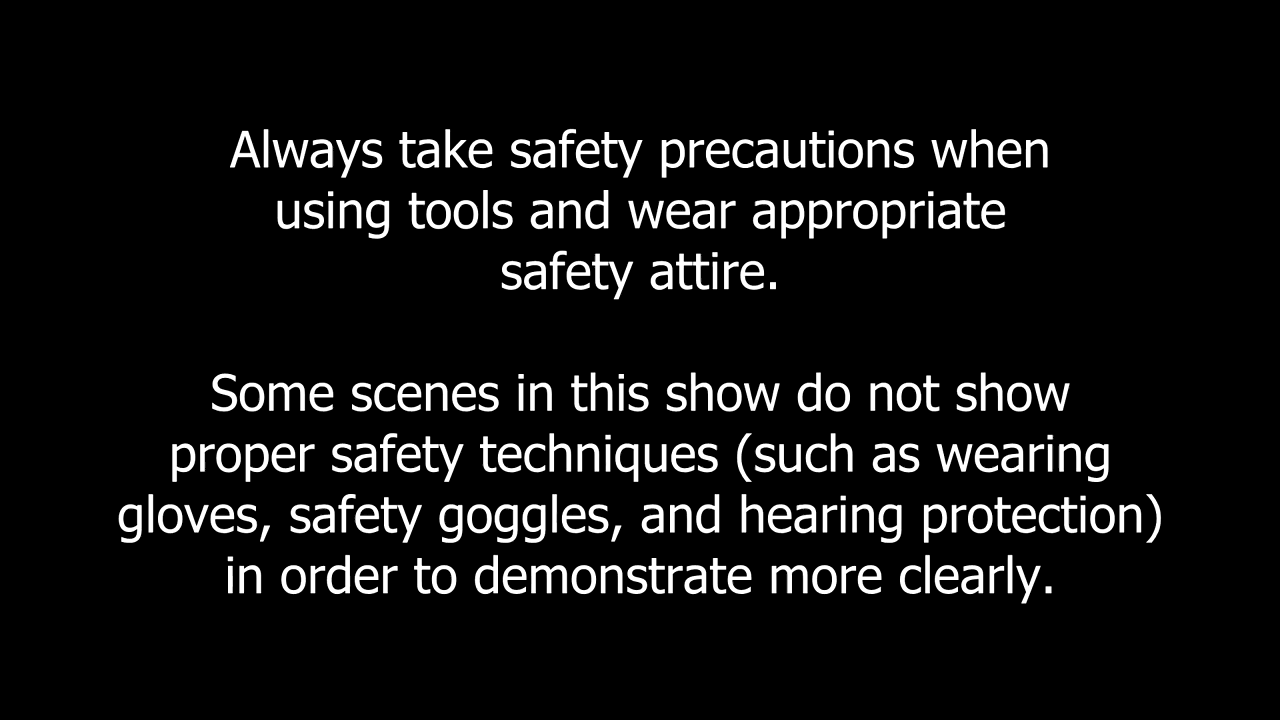 Always take safety precautions when
using tools and wear appropriate
safety attire.
Some scenes in this show do not show
proper safety techniques (such as wearing
gloves, safety goggles, and hearing protection)
in order to demonstrate more clearly.